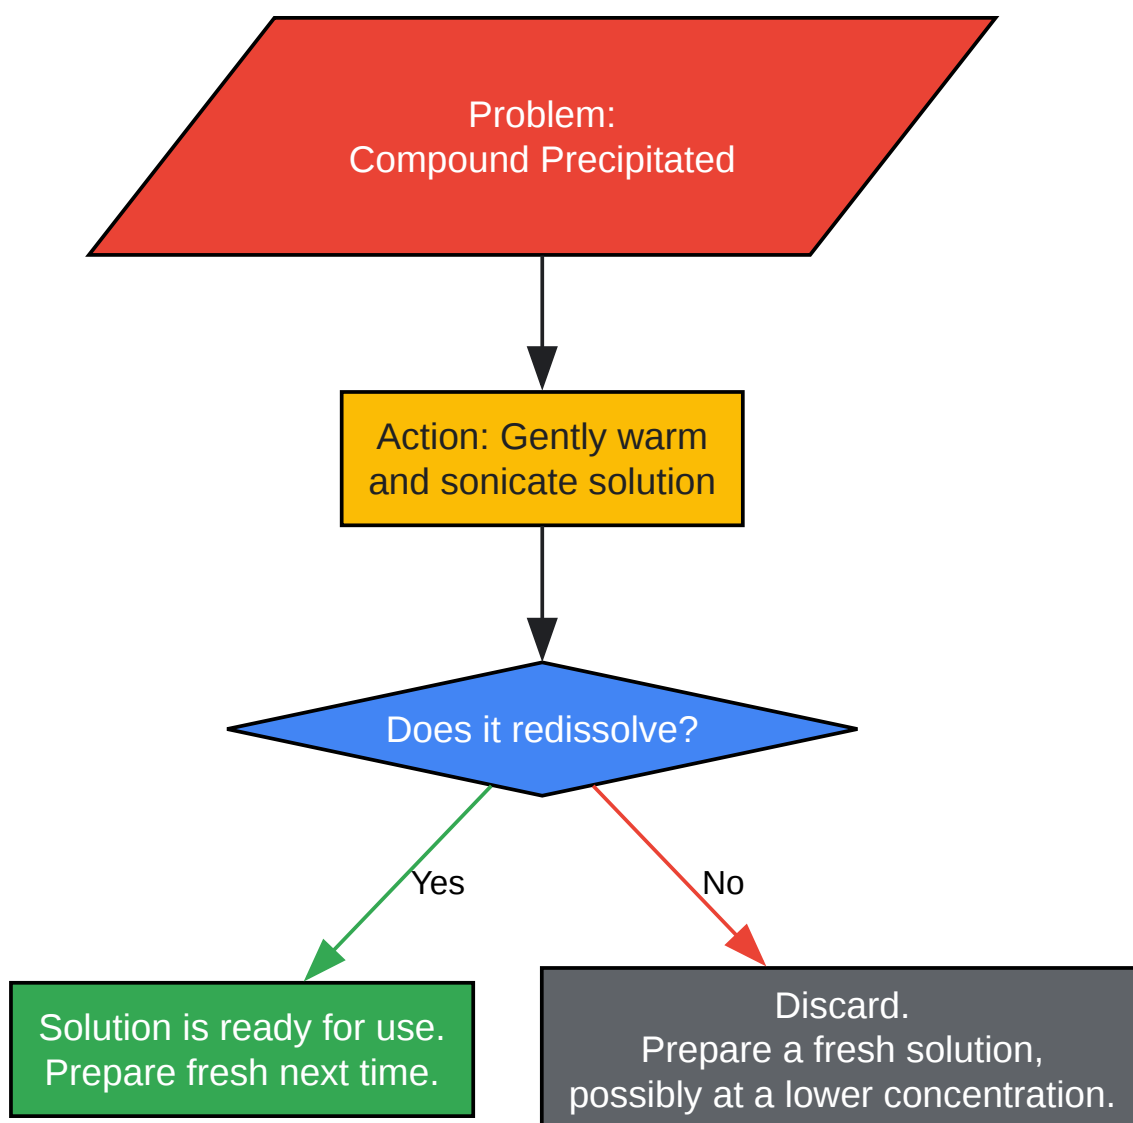 Problem:
Compound Precipitated
Action: Gently warm
and sonicate solution
Does it redissolve?
Yes
No
Solution is ready for use.
Prepare fresh next time.
Discard.
Prepare a fresh solution,
possibly at a lower concentration.